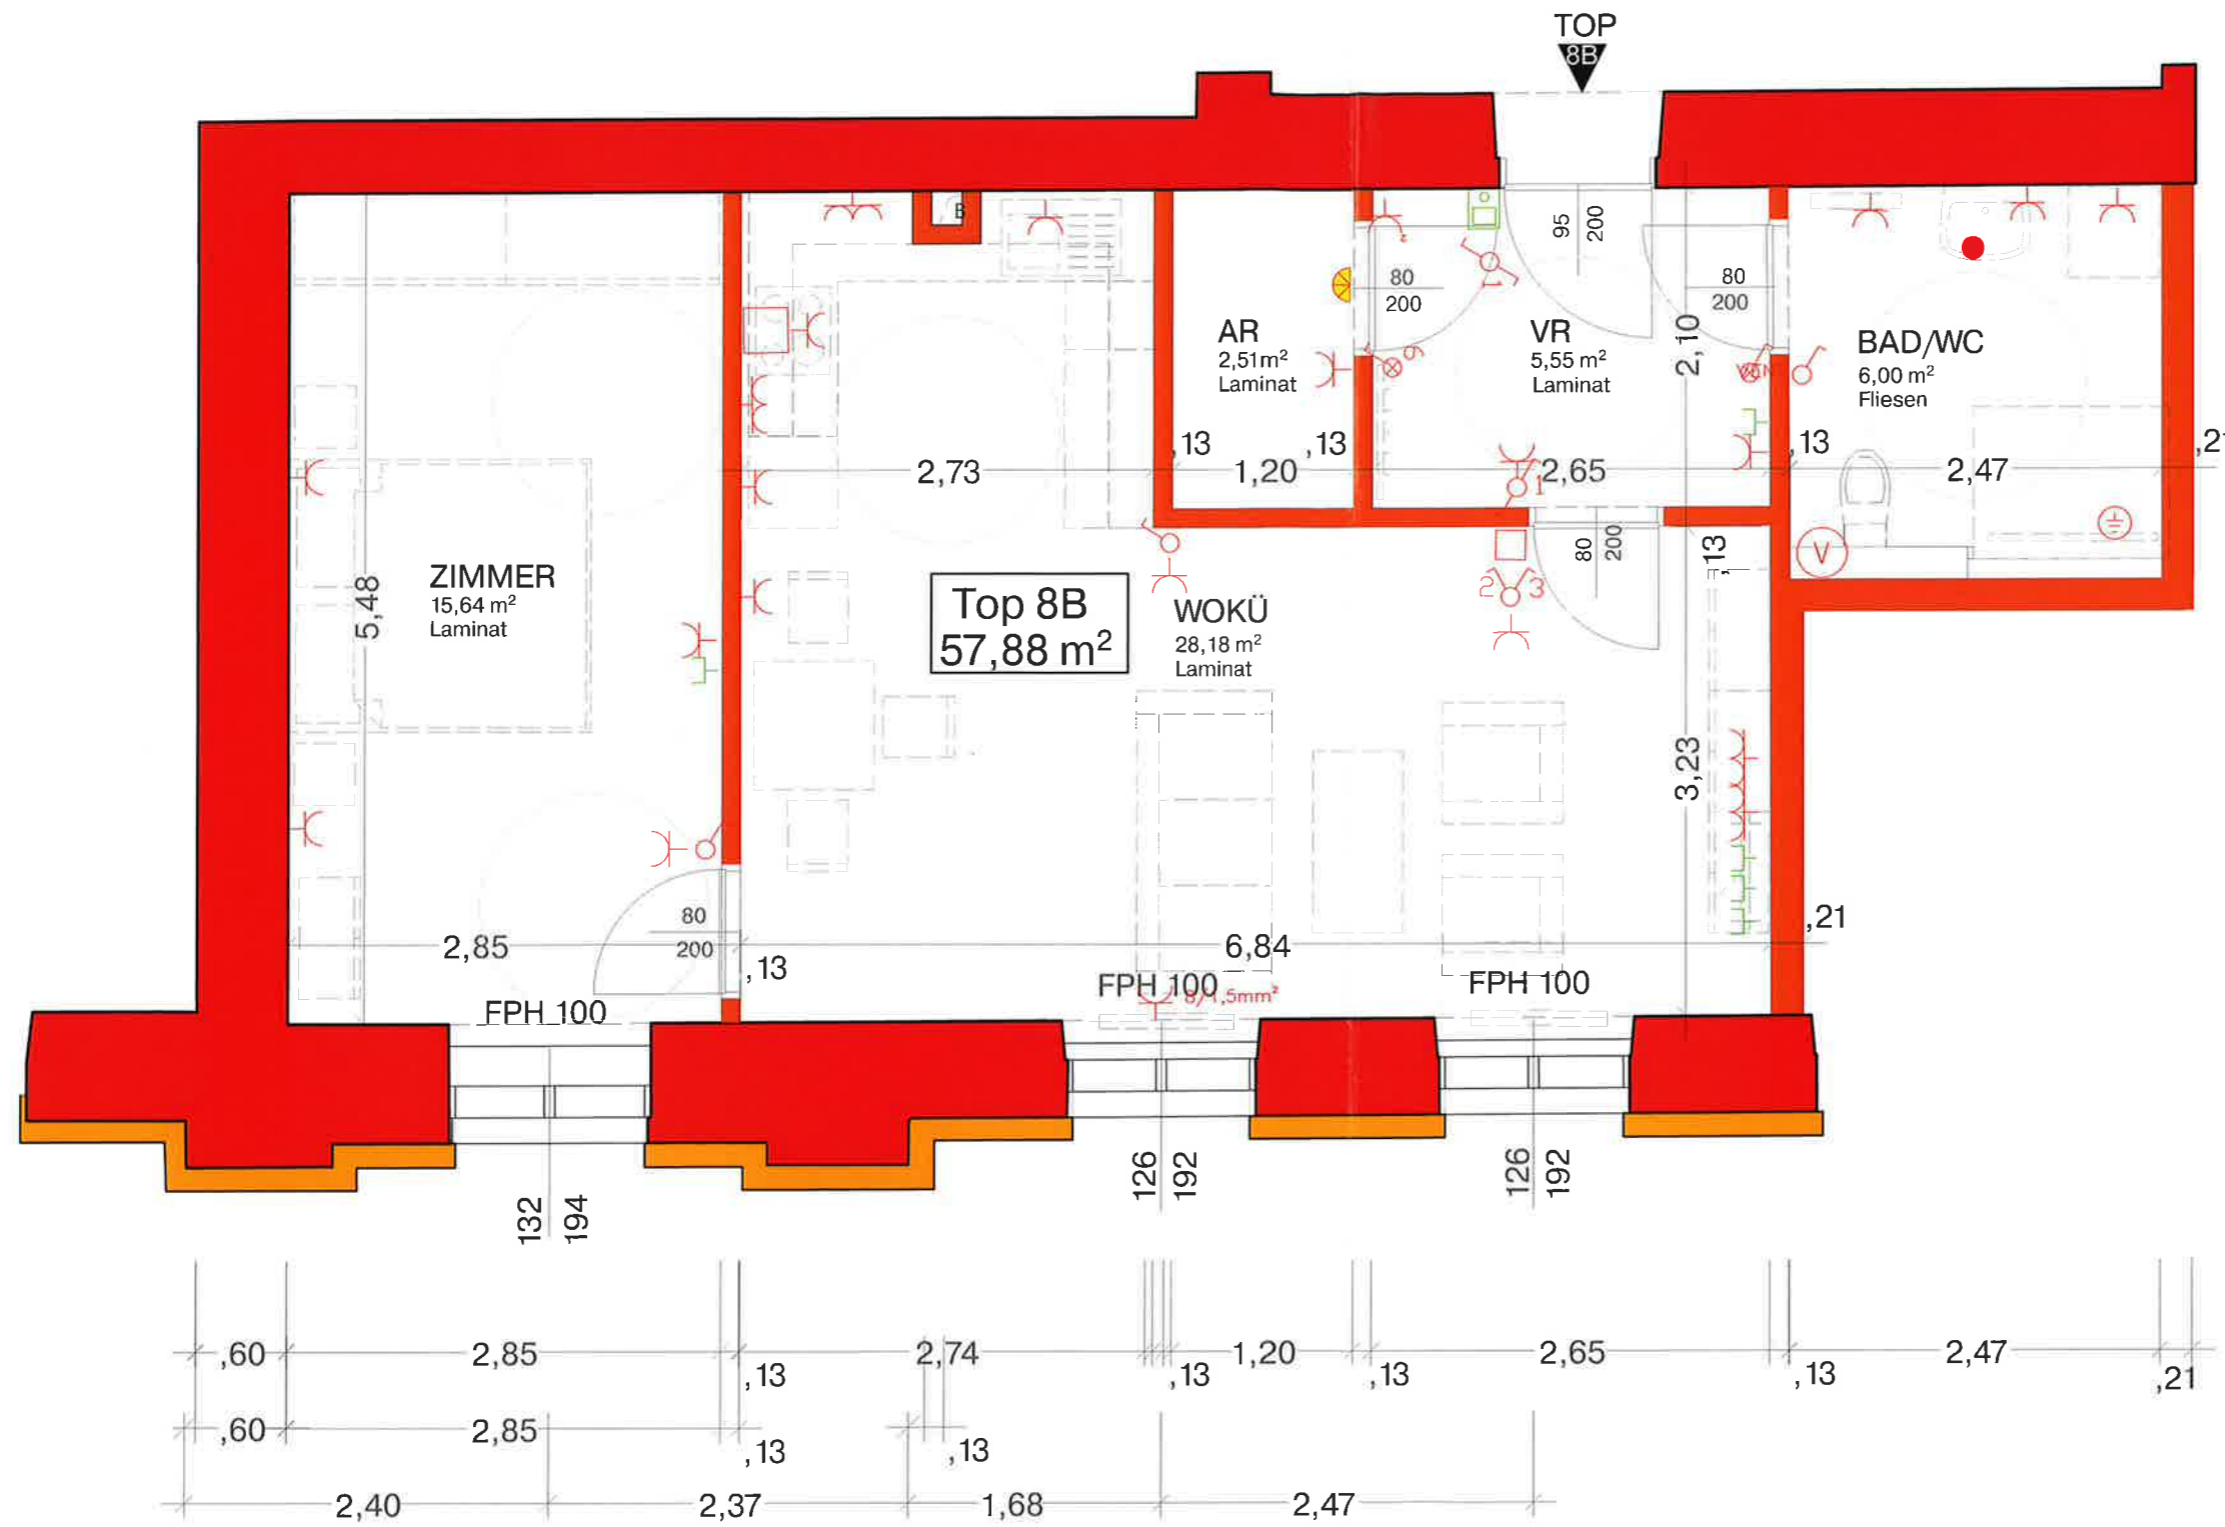 TOP
8B
B
95
200
80
200
80
200
AR
2,51m²
Laminat
VR
5,55 m²
Laminat
2,10
BAD/WC
6,00 m²
Fliesen
1
6
,13
,13
,13
2,73
1,20
2,65
2,47
1
V
80
200
,13
2
3
5,48
ZIMMER
15,64 m²
Laminat
Top 8B
57,88 m²
WOKÜ
28,18 m²
Laminat
3,23
80
200
,21
2,85
6,84
,13
FPH 100
FPH 100
FPH 100
132
194
126
192
126
192
,60
2,85
2,74
1,20
2,65
2,47
,13
,13
,13
,13
,21
,60
2,85
,13
,13
2,40
2,37
1,68
2,47